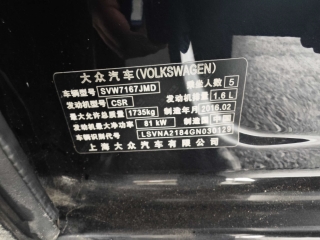 大众汽车(VOLKSWAGEN)
车辆型号 SVW7167JMD 乘坐人数 5
发动机型号 CSR 发动机排量 1.6 L
最大允许总质量 1735kg 制造年月 2016.02
发动机最大净功率 81 kW 制造国 中国
车辆识别代号 LSVNA2184GN030129
上海大众汽车有限公司